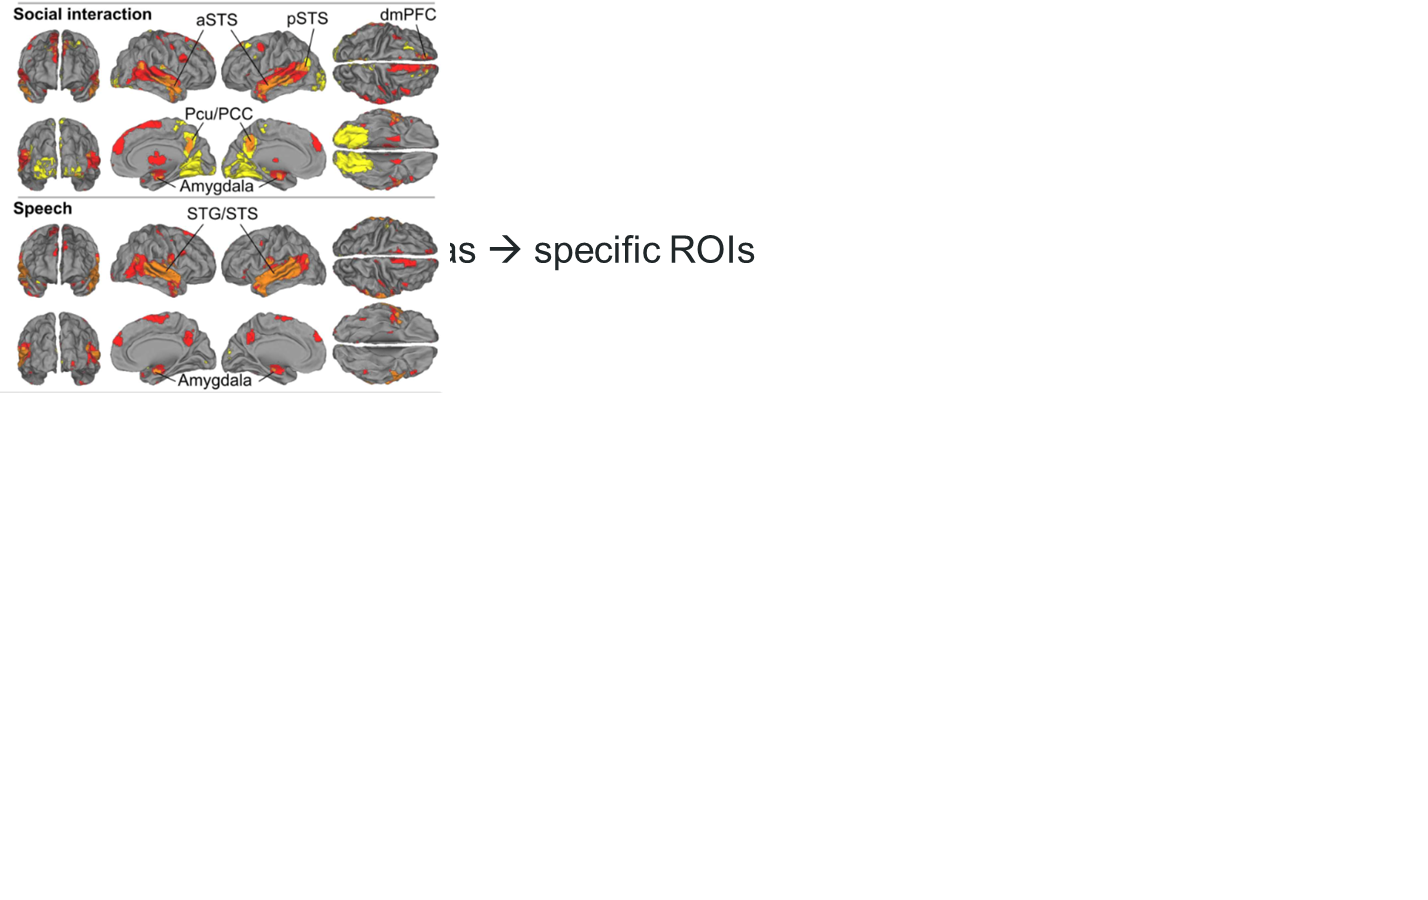 Social interaction
aSTS
pSTS
dmPFC
Pcu/PCC
Amygdala
Speech
STG/STS
as → specific ROIs
Amygdala